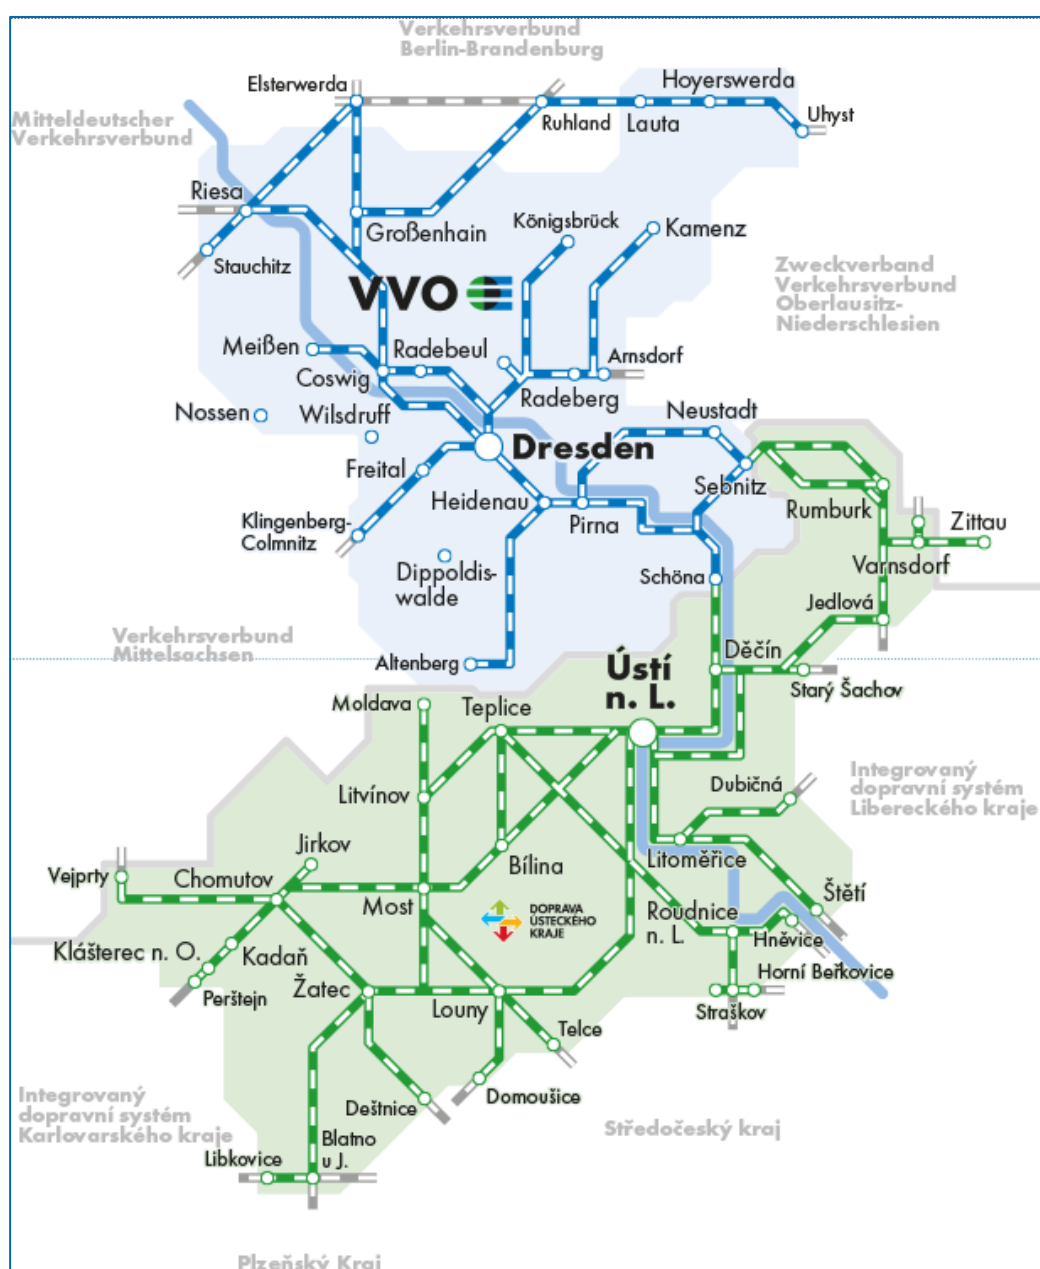 Verkehrsverbund
Berlin-Brandenburg
Elsterwerda
Hoyerswerda
Mitteldeutscher
Verkehrsverbund
Ruhland
Lauta
Uhyst
Riesa
Großenhain
Königsbrück
Kamenz
Stauchitz
VVO
Zweckverband
Verkehrsverbund
Oberlausitz-
Niederschlesien
Meißen
Radebeul
Arnsdorf
Coswig
Radeberg
Nossen
Wilsdruff
Neustadt
Dresden
Freital
Sebnitz
Heidenau
Pirna
Rumburk
Klingenberg-
Colmnitz
Zittau
Dippoldis-
walde
Varnsdorf
Schöna
Jedlová
Verkehrsverbund
Mittelsachsen
Altenberg
Děčín
Ústí
n. L.
Starý Šachov
Moldava
Teplice
Integrovaný
dopravní systém
Libereckého kraje
Dubičná
Litvínov
Jirkov
Bílina
Litoměřice
Vejprty
Chomutov
Štětí
Most
DOPRAVA
ÚSTECKÉHO
KRAJE
Roudnice
n. L.
Hněvice
Klášterec n. O.
Kadaň
Horní Beřkovice
Perštejn
Žatec
Louny
Straškov
Telce
Integrovaný
dopravní systém
Karlovarského kraje
Deštnice
Domoušice
Středočeský kraj
Libkovice
Blatno
u J.
Plzeňský Kraj